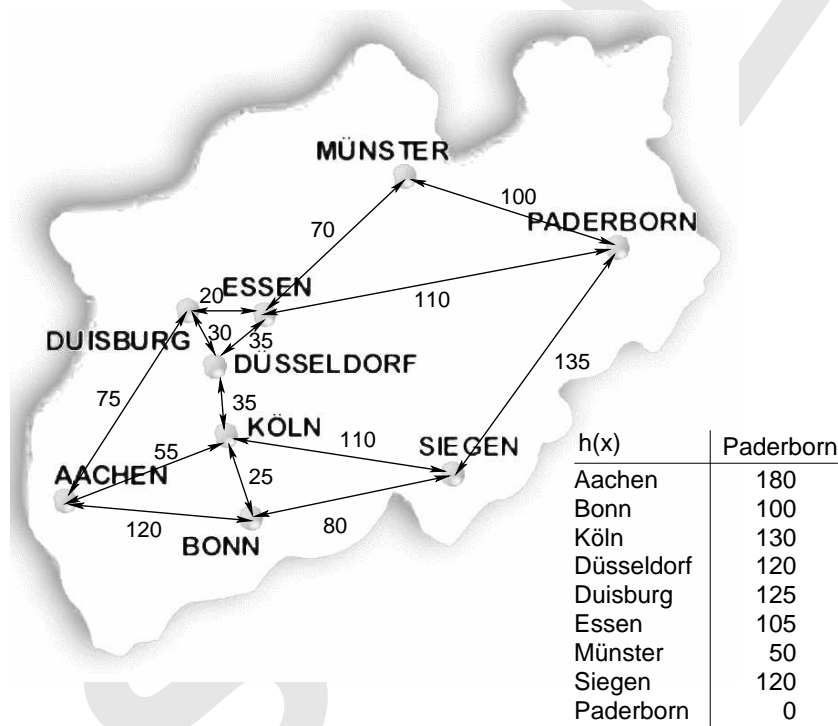 MÜNSTER
100
PADERBORN
70
ESSEN
20
110
DUISBURG
30
35
DÜSSELDORF
135
75
35
KÖLN
110
SIEGEN
55
AACHEN
25
120
80
BONN
h(x) Paderborn
Aachen 180
Bonn 100
Köln 130
Düsseldorf 120
Duisburg 125
Essen 105
Münster 50
Siegen 120
Paderborn 0